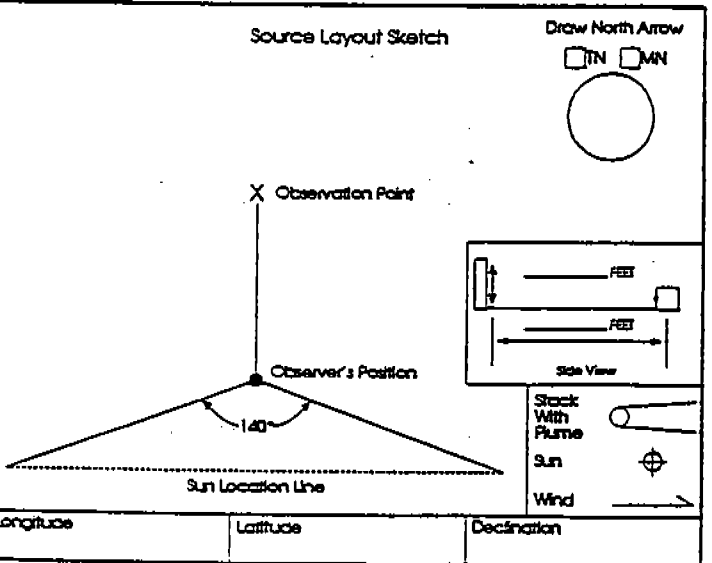 Source Layout Sketch
Draw North Arrow
TN MN
X Observation Point
FEET
FEET
Side View
Observer's Position
140°
Sun Location Line
Stack
With
Plume
Sun
Wind
Longitude
Latitude
Declination